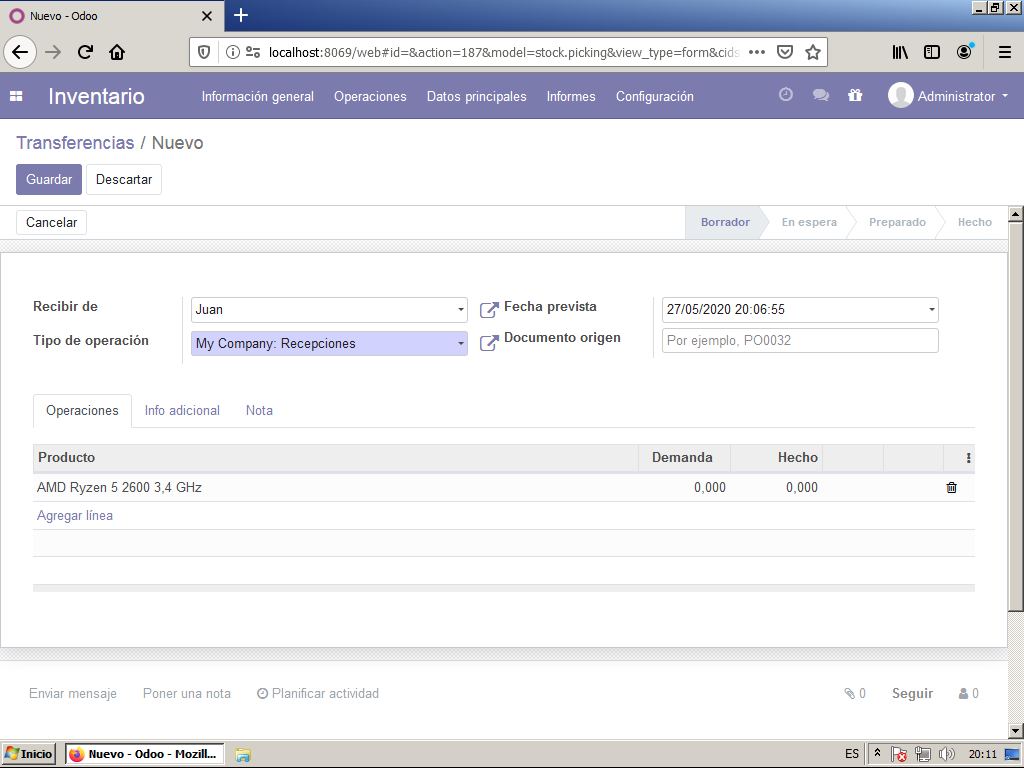 Nuevo - Odoo
localhost:8069/web#id=&action=187&model=stock.picking&view_type=form&cids
Inventario Información general Operaciones Datos principales Informes Configuración Administrator
Transferencias / Nuevo
Guardar Descartar
Cancelar Borrador En espera Preparado Hecho
Recibir de Juan Fecha prevista 27/05/2020 20:06:55
Tipo de operación My Company: Recepciones Documento origen Por ejemplo, PO0032
Operaciones Info adicional Nota
Producto Demanda Hecho
AMD Ryzen 5 2600 3,4 GHz 0,000 0,000
Agregar línea
Enviar mensaje Poner una nota Planificar actividad 0 Seguir 0
Inicio Nuevo - Odoo - Mozill... ES 20:11